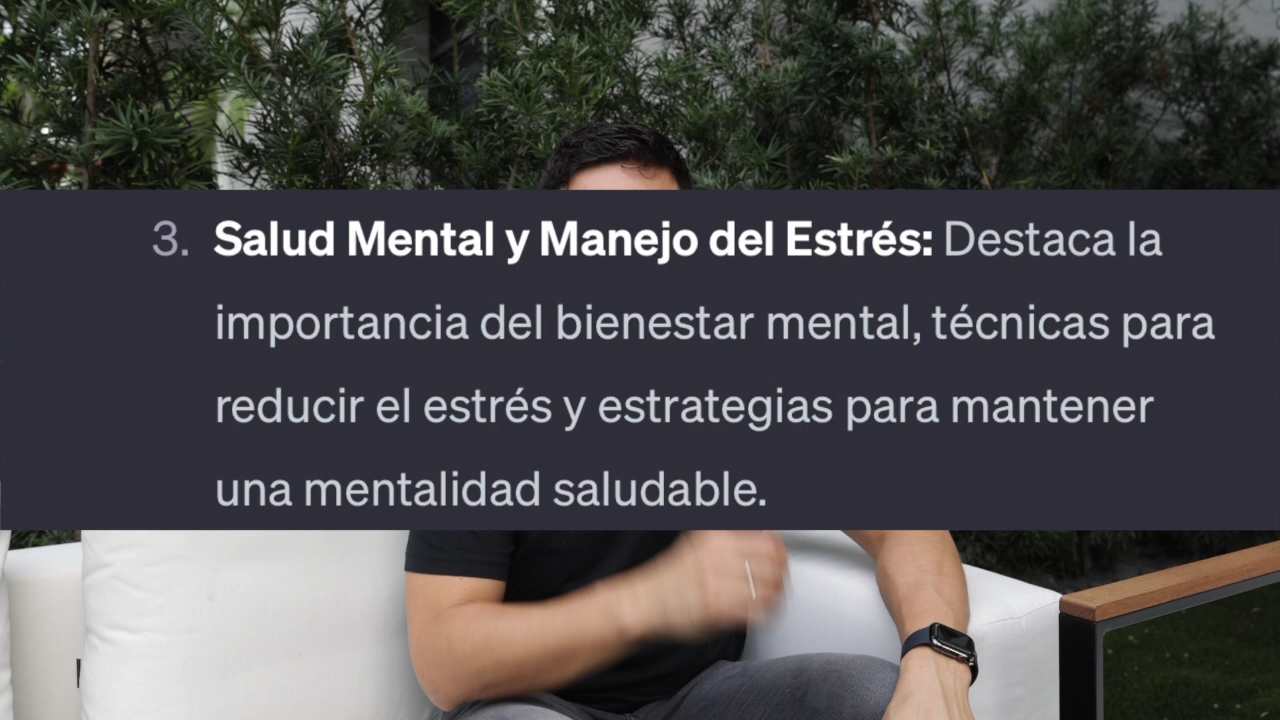 3. Salud Mental y Manejo del Estrés: Destaca la
importancia del bienestar mental, técnicas para
reducir el estrés y estrategias para mantener
una mentalidad saludable.